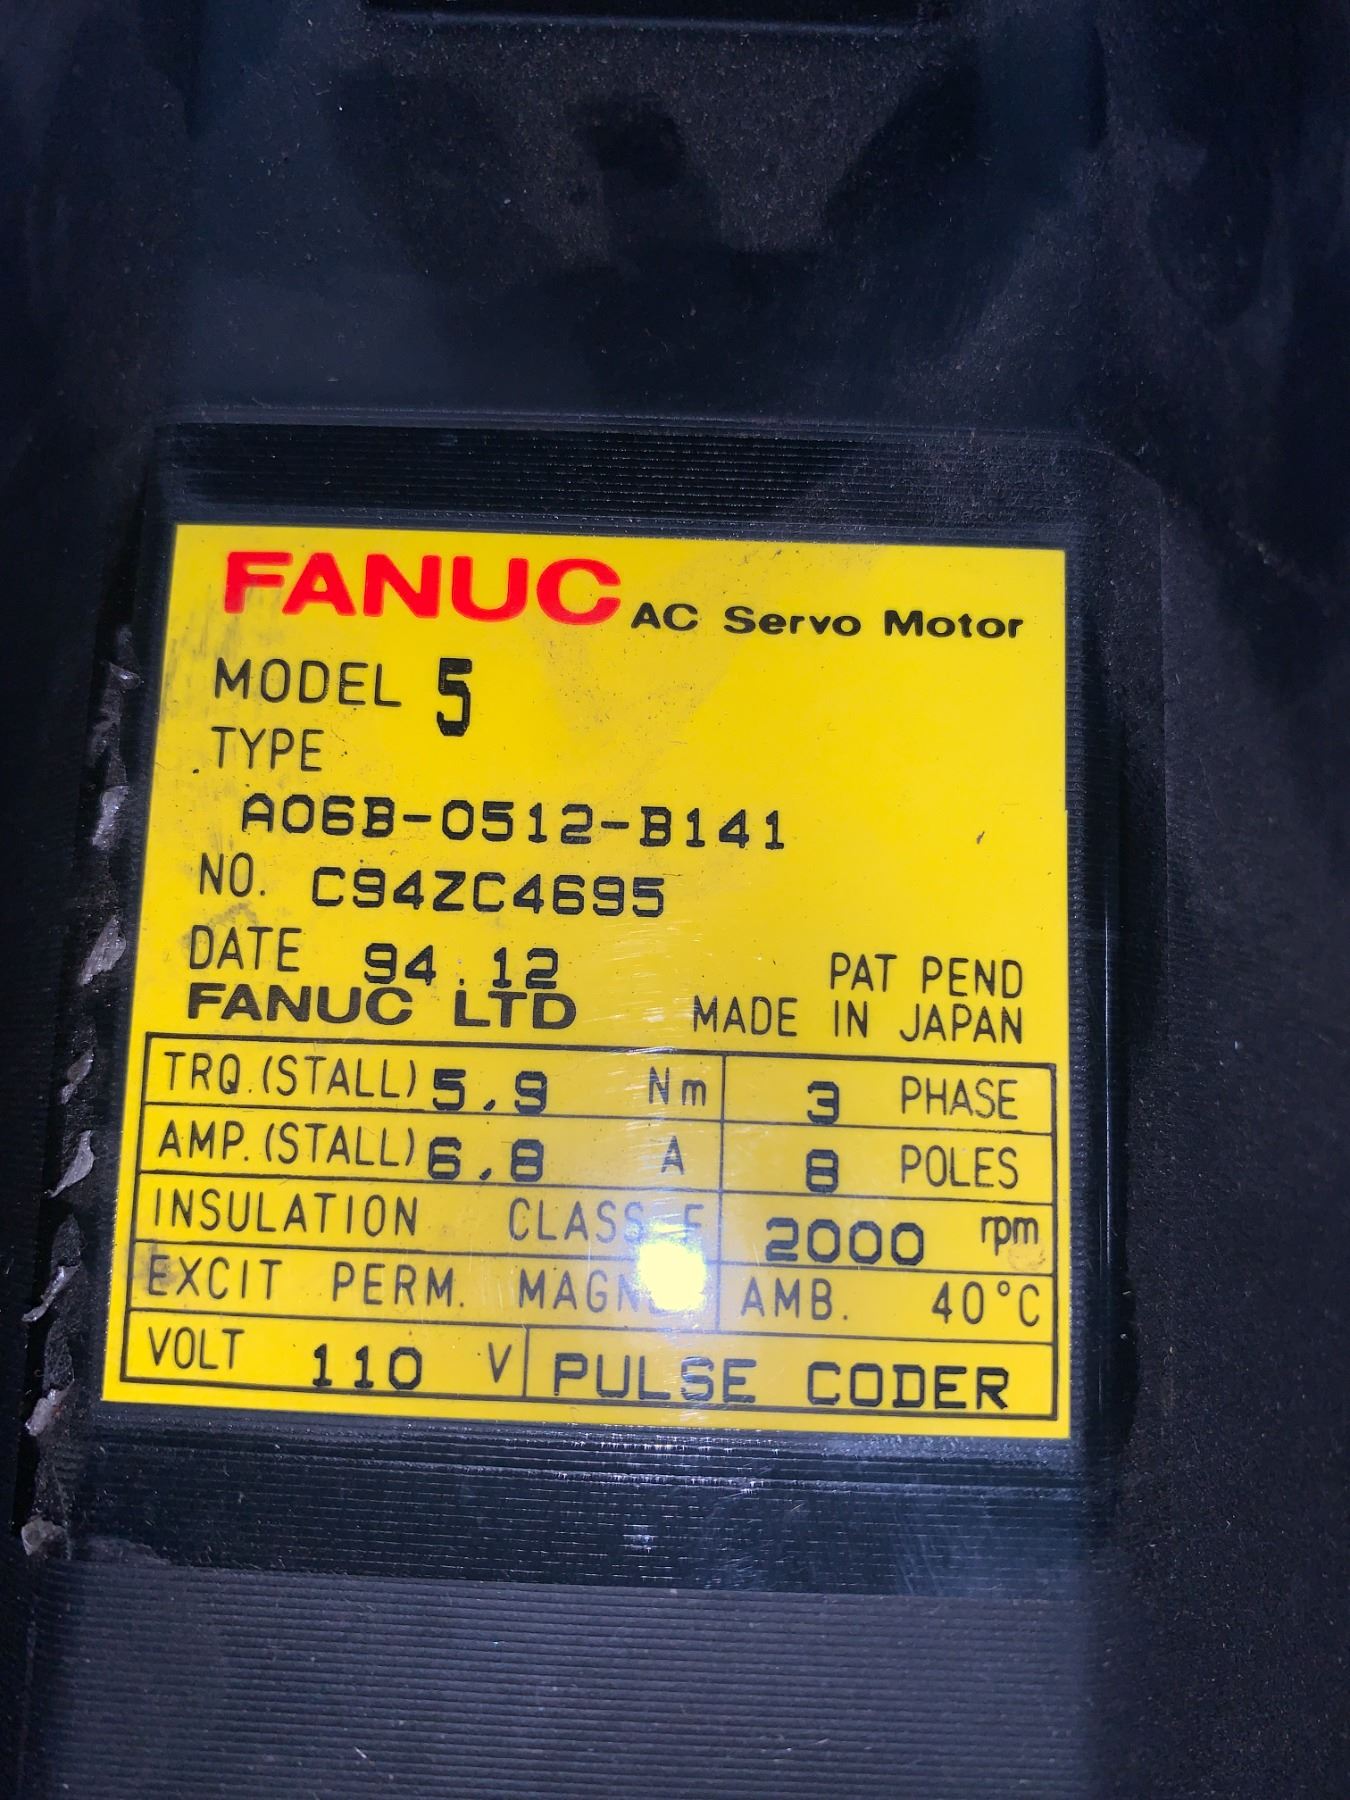 FANUC AC Servo Motor
MODEL 5
TYPE
A06B-0512-B141
NO. C94ZC4695
DATE 94.12
PAT PEND
FANUC LTD MADE IN JAPAN
TRQ.(STALL) 5.9 Nm 3 PHASE
AMP.(STALL) 6.8 A 8 POLES
INSULATION CLASS F 2000 rpm
EXCIT PERM. AMB. 40°C
VOLT 110 V PULSE CODER